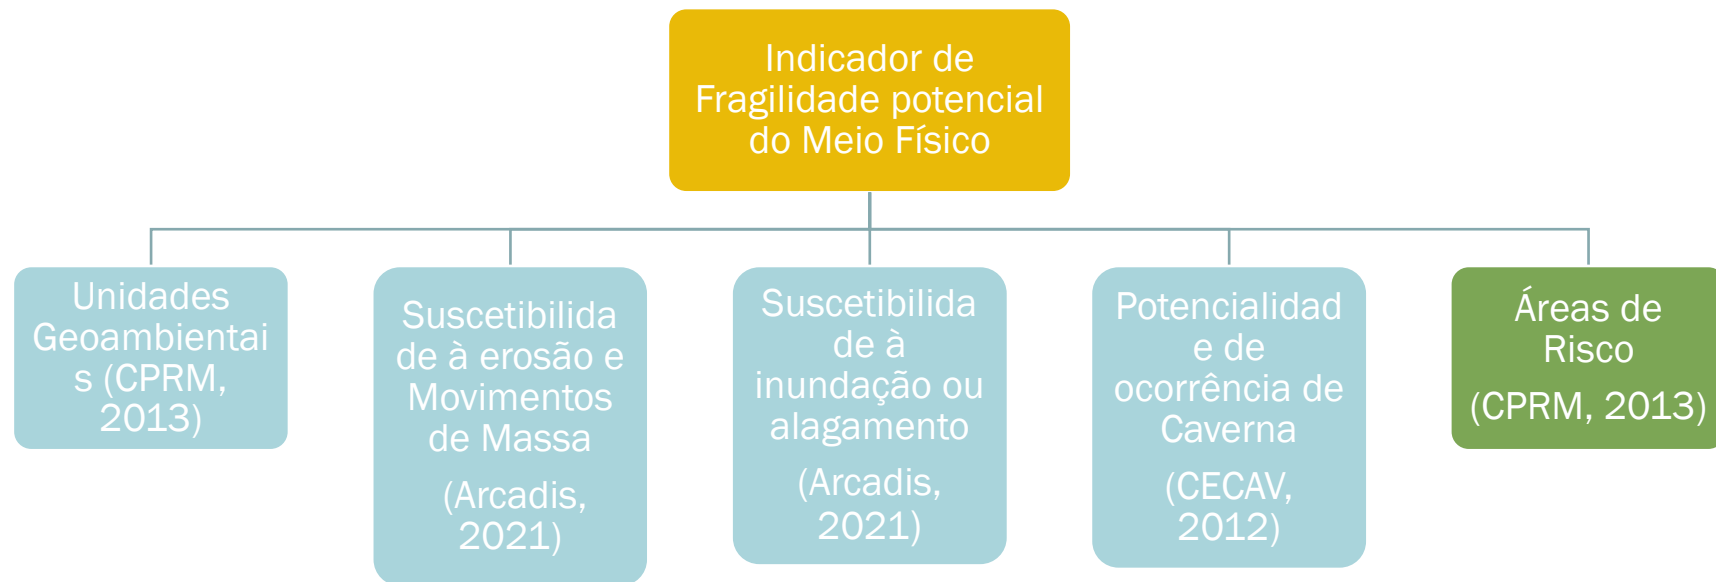 Indicador de
Fragilidade potencial
do Meio Físico
Unidades
Geoambientai
s (CPRM,
2013)
Suscetibilida
de à erosão e
Movimentos
de Massa
(Arcadis,
2021)
Suscetibilida
de à
inundação ou
alagamento
(Arcadis,
2021)
Potencialidad
e de
ocorrência de
Caverna
(CECAV,
2012)
Áreas de
Risco
(CPRM, 2013)